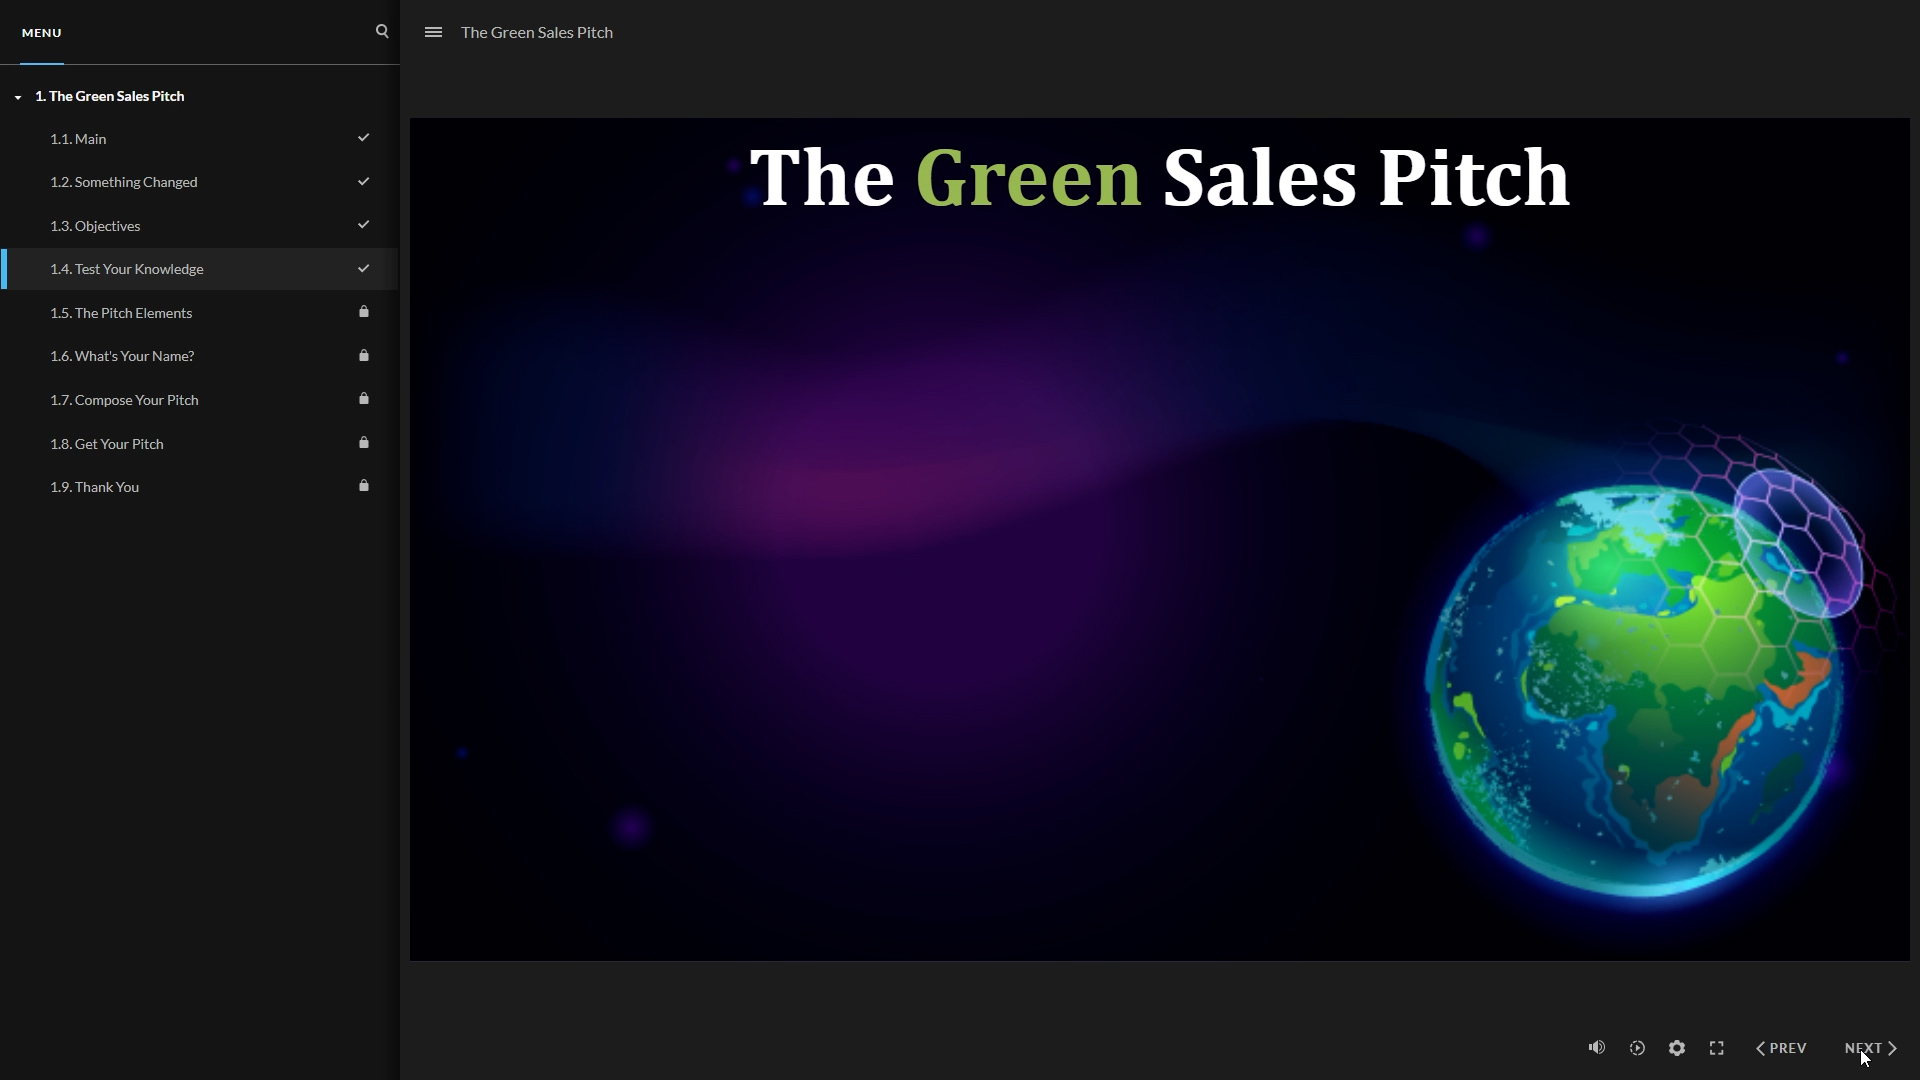 MENU
The Green Sales Pitch
1. The Green Sales Pitch
1.1. Main
1.2. Something Changed
1.3. Objectives
1.4. Test Your Knowledge
1.5. The Pitch Elements
1.6. What's Your Name?
1.7. Compose Your Pitch
1.8. Get Your Pitch
1.9. Thank You
The Green Sales Pitch
PREV
NEXT